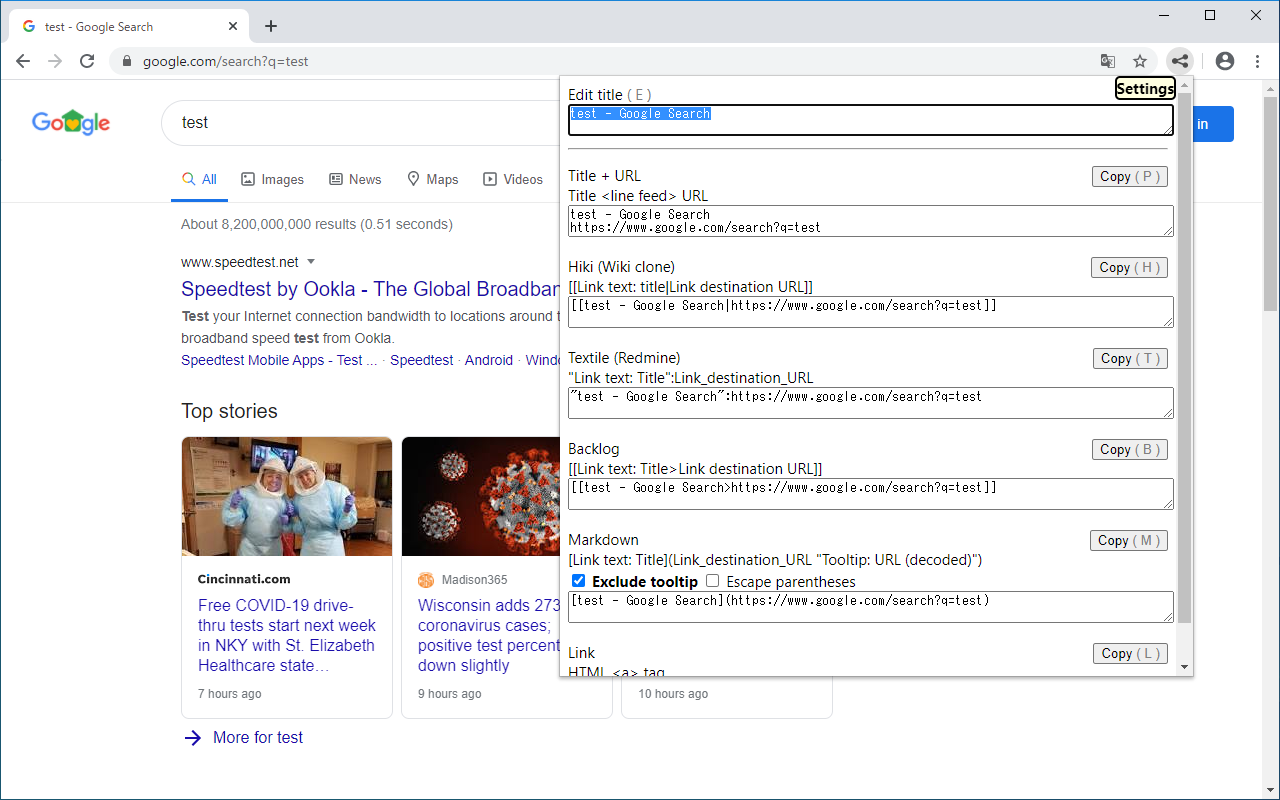 test - Google Search
google.com/search?q=test
Google
test
in
All
Images
News
Maps
Videos
About 8,200,000,000 results (0.51 seconds)
www.speedtest.net
Speedtest by Ookla - The Global Broadban
Test your Internet connection bandwidth to locations around t
broadband speed test from Ookla.
Speedtest Mobile Apps - Test ... · Speedtest · Android · Windo
Top stories
Cincinnati.com
Free COVID-19 drive-
thru tests start next week
in NKY with St. Elizabeth
Healthcare state…
7 hours ago
Madison365
Wisconsin adds 273
coronavirus cases;
positive test percent
down slightly
9 hours ago
10 hours ago
More for test
Settings
Edit title ( E )
test - Google Search
Title + URL
Copy ( P )
Title <line feed> URL
test - Google Search
https://www.google.com/search?q=test
Hiki (Wiki clone)
Copy ( H )
[[Link text: title|Link destination URL]]
[[test - Google Search|https://www.google.com/search?q=test]]
Textile (Redmine)
Copy ( T )
"Link text: Title":Link_destination_URL
"test - Google Search":https://www.google.com/search?q=test
Backlog
Copy ( B )
[[Link text: Title>Link destination URL]]
[[test - Google Search>https://www.google.com/search?q=test]]
Markdown
Copy ( M )
[Link text: Title](Link_destination_URL "Tooltip: URL (decoded)")
Exclude tooltip
Escape parentheses
[test - Google Search](https://www.google.com/search?q=test)
Link
Copy ( L )
HTML <a> tag